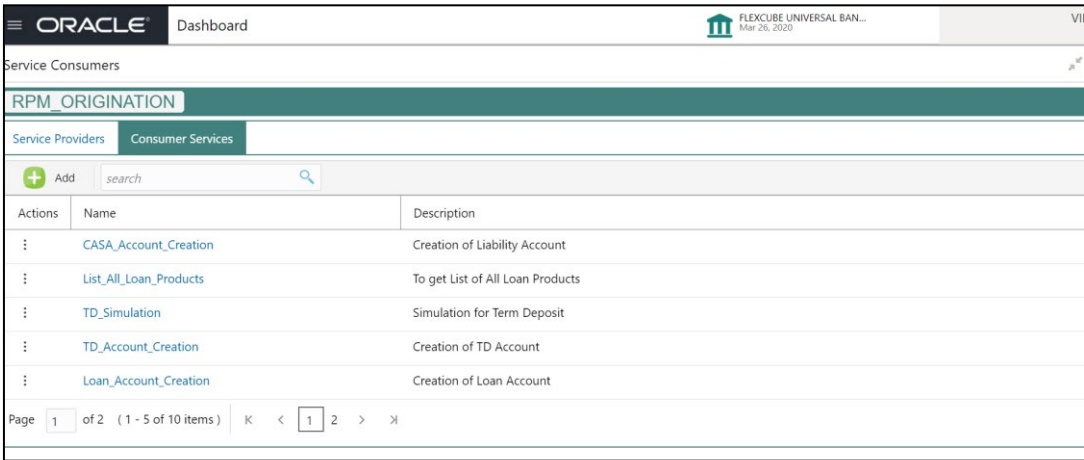 ORACLE® Dashboard FLEXCUBE UNIVERSAL BAN...
Mar 26, 2020
Service Consumers
RPM_ORIGINATION
Service Providers Consumer Services
Add search
Actions Name Description
CASA_Account_Creation Creation of Liability Account
List_All_Loan_Products To get List of All Loan Products
TD_Simulation Simulation for Term Deposit
TD_Account_Creation Creation of TD Account
Loan_Account_Creation Creation of Loan Account
Page 1 of 2 ( 1 - 5 of 10 items ) 1 2